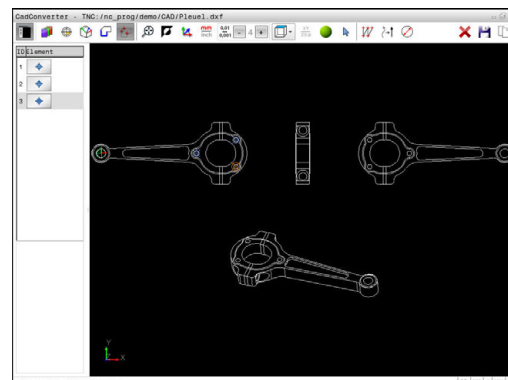 CadConverter - TNC:/nc_prog/demo/CAD/Pleuel.dxf
mm
inch
0.01
0.001
4
ID Element
1
2
3
Y
X